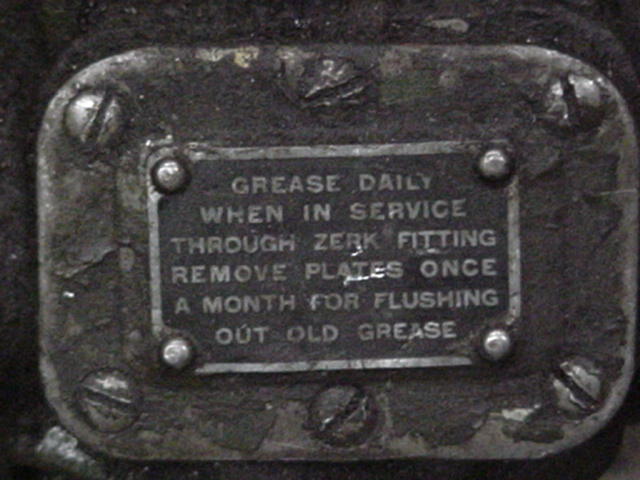 GREASE DAILY
WHEN IN SERVICE
THROUGH ZERK FITTING
REMOVE PLATES ONCE
A MONTH FOR FLUSHING
OUT OLD GREASE